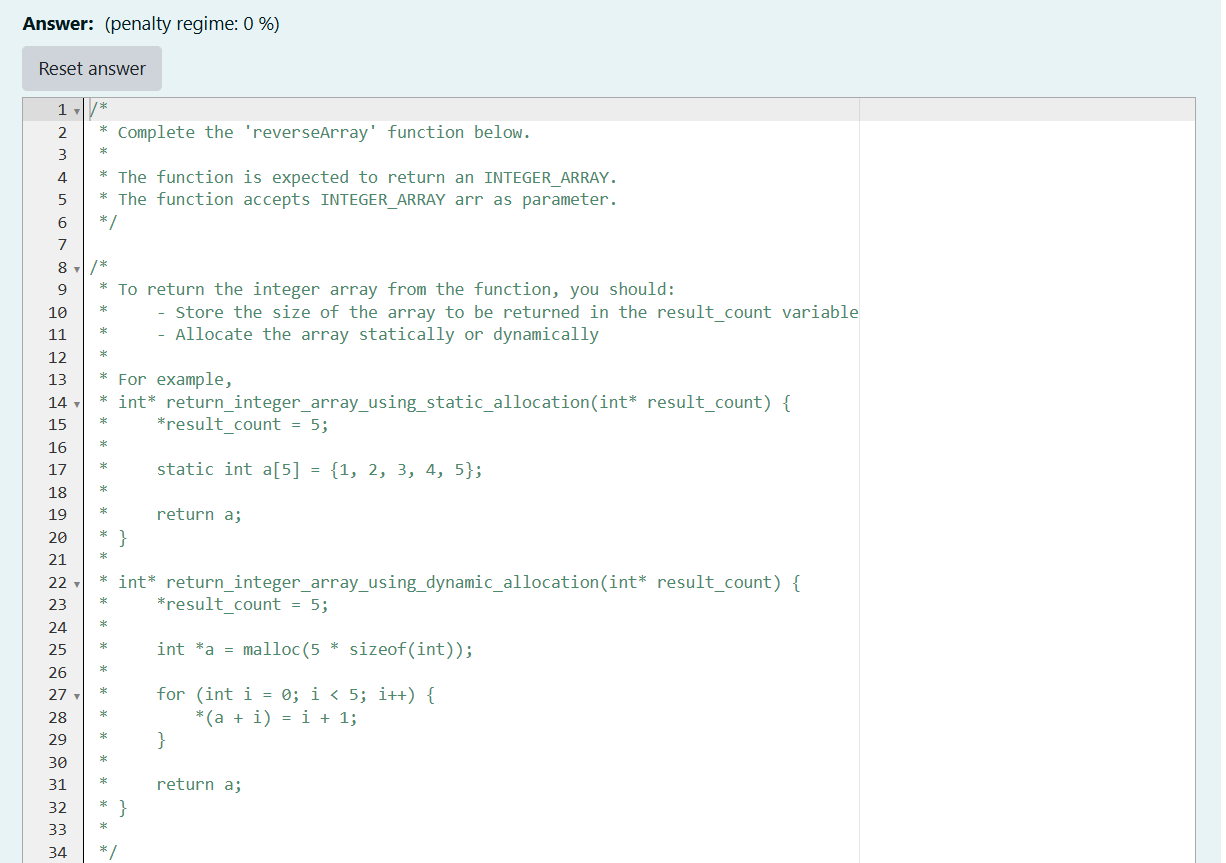 Answer: (penalty regime: 0 %)
Reset answer
1 /*
2  * Complete the 'reverseArray' function below.
3  *
4  * The function is expected to return an INTEGER_ARRAY.
5  * The function accepts INTEGER_ARRAY arr as parameter.
6  */
7
8 /*
9  * To return the integer array from the function, you should:
10  *     - Store the size of the array to be returned in the result_count variable
11  *     - Allocate the array statically or dynamically
12  *
13  * For example,
14  * int* return_integer_array_using_static_allocation(int* result_count) {
15  *     *result_count = 5;
16  *
17  *     static int a[5] = {1, 2, 3, 4, 5};
18  *
19  *     return a;
20  * }
21  *
22  * int* return_integer_array_using_dynamic_allocation(int* result_count) {
23  *     *result_count = 5;
24  *
25  *     int *a = malloc(5 * sizeof(int));
26  *
27  *     for (int i = 0; i < 5; i++) {
28  *         *(a + i) = i + 1;
29  *     }
30  *
31  *     return a;
32  * }
33  *
34  */